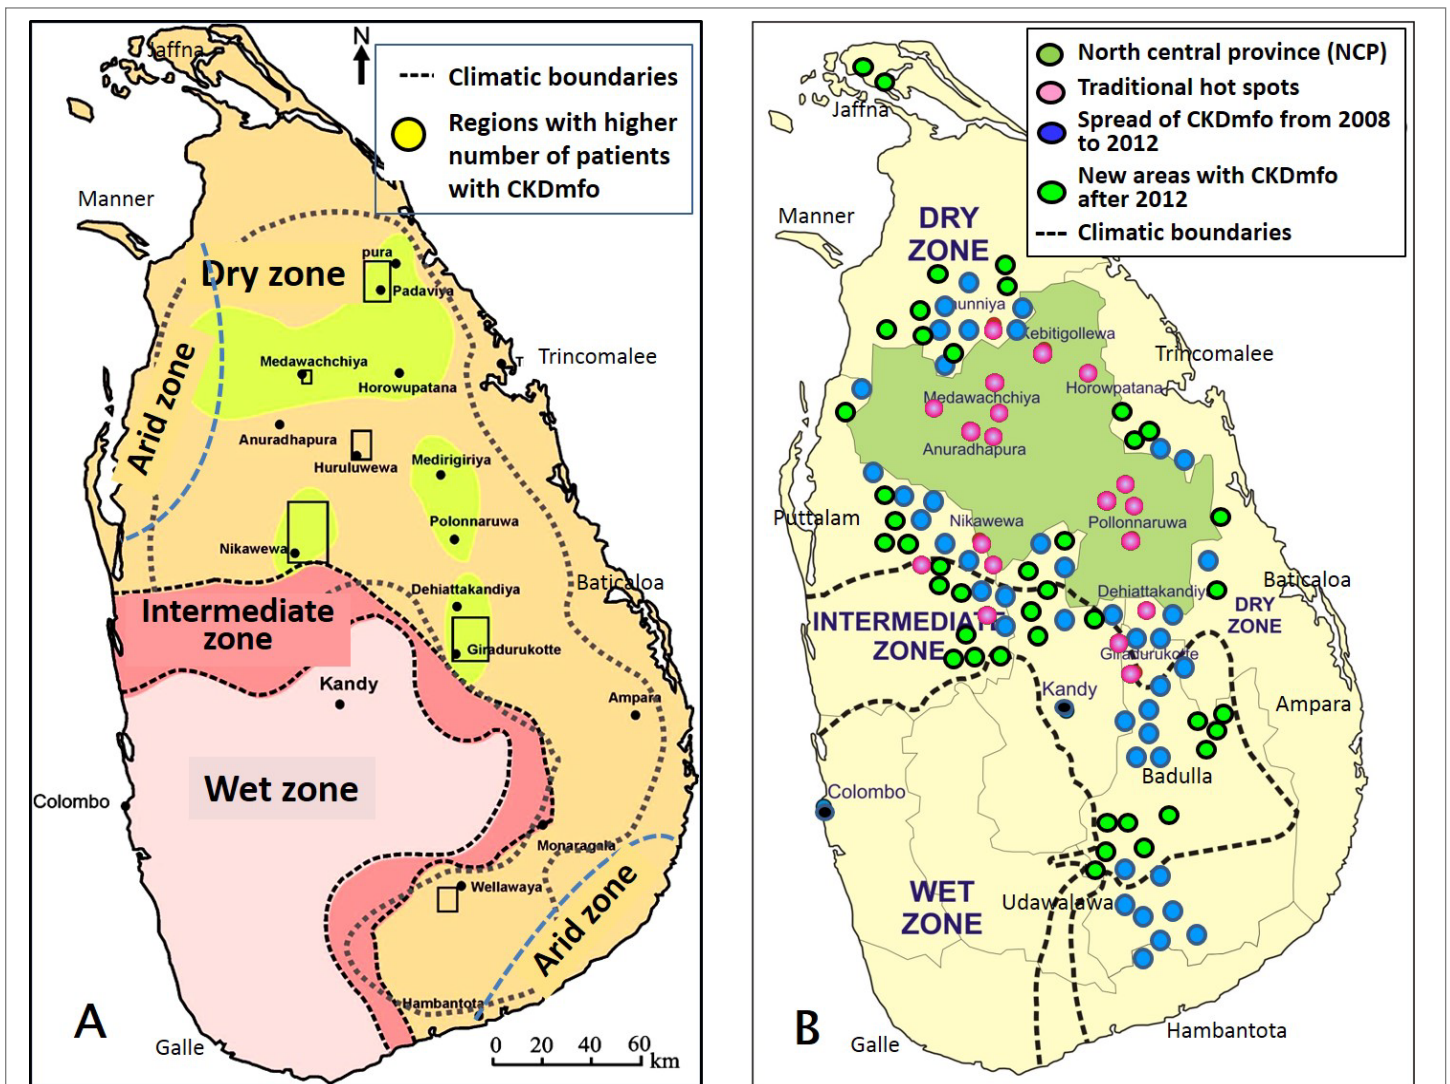 Jaffna
N
Climatic boundaries
Regions with higher
number of patients
with CKDmfo
Manner
pura
Dry zone
Padaviya
Arid zone
Medawachchiya
Horowupatana
T
Trincomalee
Anuradhapura
Huruluwewa
Medirigiriya
Polonnaruwa
Nikawewa
Dehiattakandiya
Baticaloa
Intermediate
zone
Giradurukotte
Kandy
Ampara
Wet zone
Colombo
Monaragala
Wellawaya
Arid zone
Hambantota
A
Galle
0 20 40 60 km
North central province (NCP)
Traditional hot spots
Spread of CKDmfo from 2008
to 2012
New areas with CKDmfo
after 2012
Climatic boundaries
Jaffna
Manner
DRY
ZONE
unniya
Kebitigollewa
Trincomalee
Horowpatana
Medawachchiya
Anuradhapura
Puttalam
Nikawewa
Pollonnaruwa
Baticaloa
Dehiattakandiy
DRY
ZONE
INTERMEDIATE
ZONE
Giradurukotte
Kandy
Ampara
Badulla
Colombo
WET
ZONE
Udawalawa
B
Galle
Hambantota